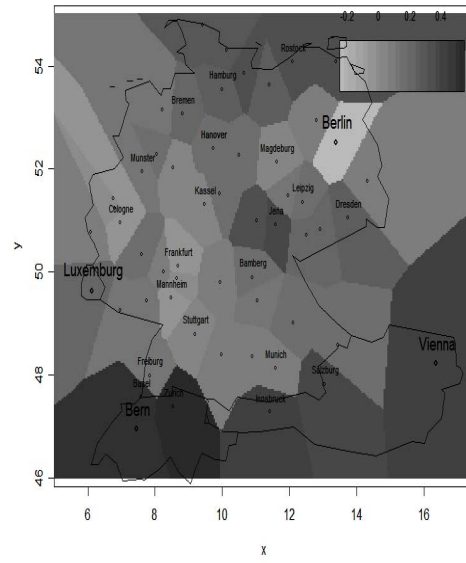 -0.2 0 0.2 0.4
54
52
50
48
46
y
Rostock
Hamburg
Bremen
Berlin
Hanover
Munster
Magdeburg
Kassel
Leipzig
Cologne
Jena
Dresden
Frankfurt
Bamberg
Luxemburg
Mannheim
Stuttgart
Vienna
Munich
Freiburg
Salzburg
Basel
Zurich
Innsbruck
Bern
6 8 10 12 14 16
x